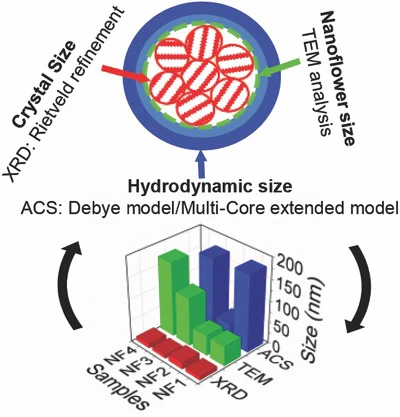 Crystal Size
XRD: Rietveld refinement
Nanoflower size
TEM analysis
Hydrodynamic size
ACS: Debye model/Multi-Core extended model
200
150
100
50
0
Size (nm)
ACS
TEM
XRD
NF4
NF3
NF2
NF1
Samples